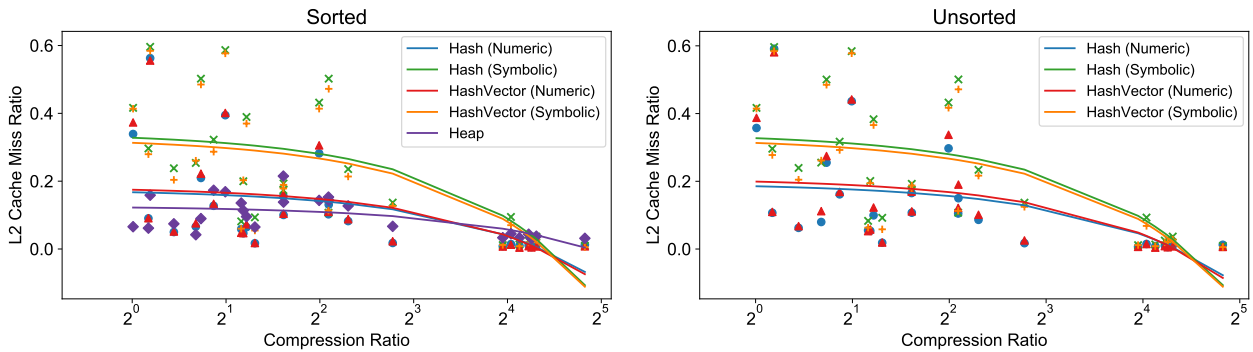 Sorted
L2 Cache Miss Ratio
0.6
0.4
0.2
0.0
Hash (Numeric)
Hash (Symbolic)
HashVector (Numeric)
HashVector (Symbolic)
Heap
2^0
2^1
2^2
2^3
2^4
2^5
Compression Ratio
Unsorted
L2 Cache Miss Ratio
0.6
0.4
0.2
0.0
Hash (Numeric)
Hash (Symbolic)
HashVector (Numeric)
HashVector (Symbolic)
2^0
2^1
2^2
2^3
2^4
2^5
Compression Ratio